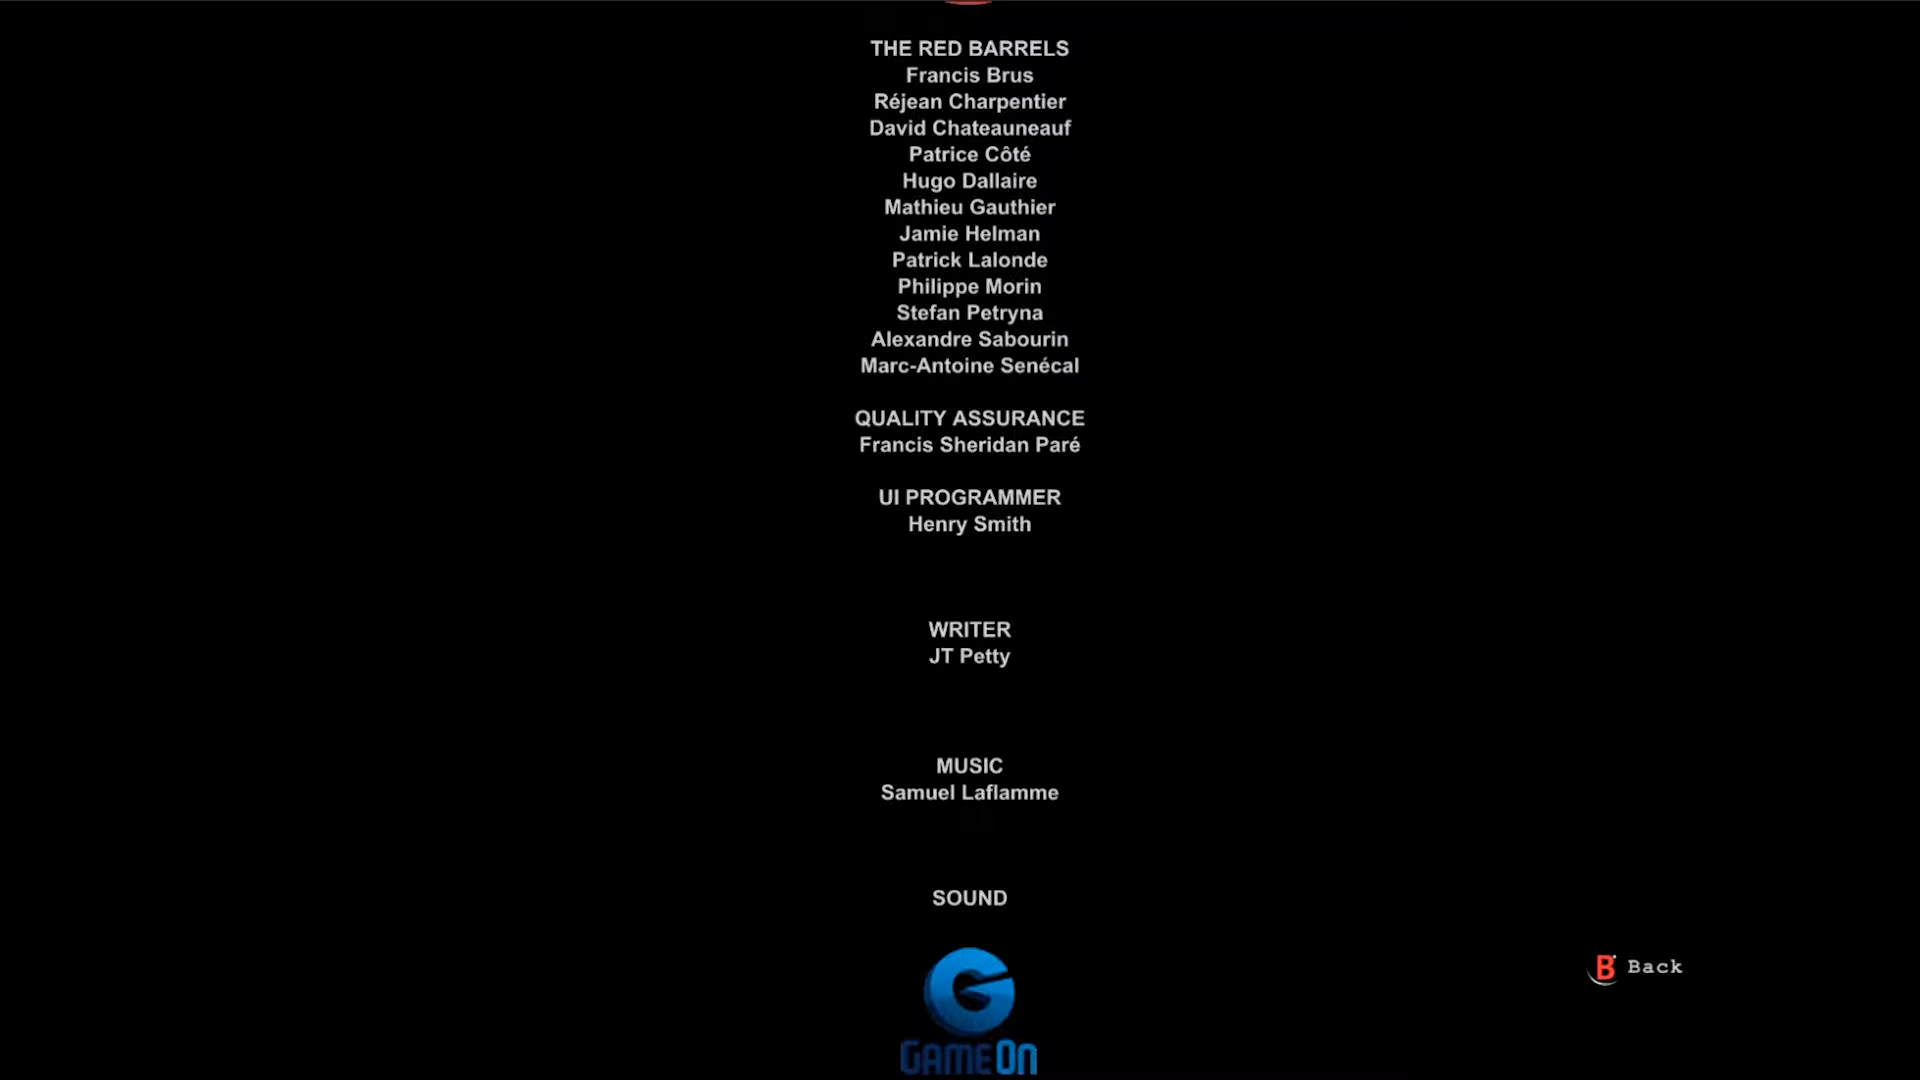 THE RED BARRELS
Francis Brus
Réjean Charpentier
David Chateauneuf
Patrice Côté
Hugo Dallaire
Mathieu Gauthier
Jamie Helman
Patrick Lalonde
Philippe Morin
Stefan Petryna
Alexandre Sabourin
Marc-Antoine Senécal
QUALITY ASSURANCE
Francis Sheridan Paré
UI PROGRAMMER
Henry Smith
WRITER
JT Petty
MUSIC
Samuel Laflamme
SOUND
B Back
GAMEON